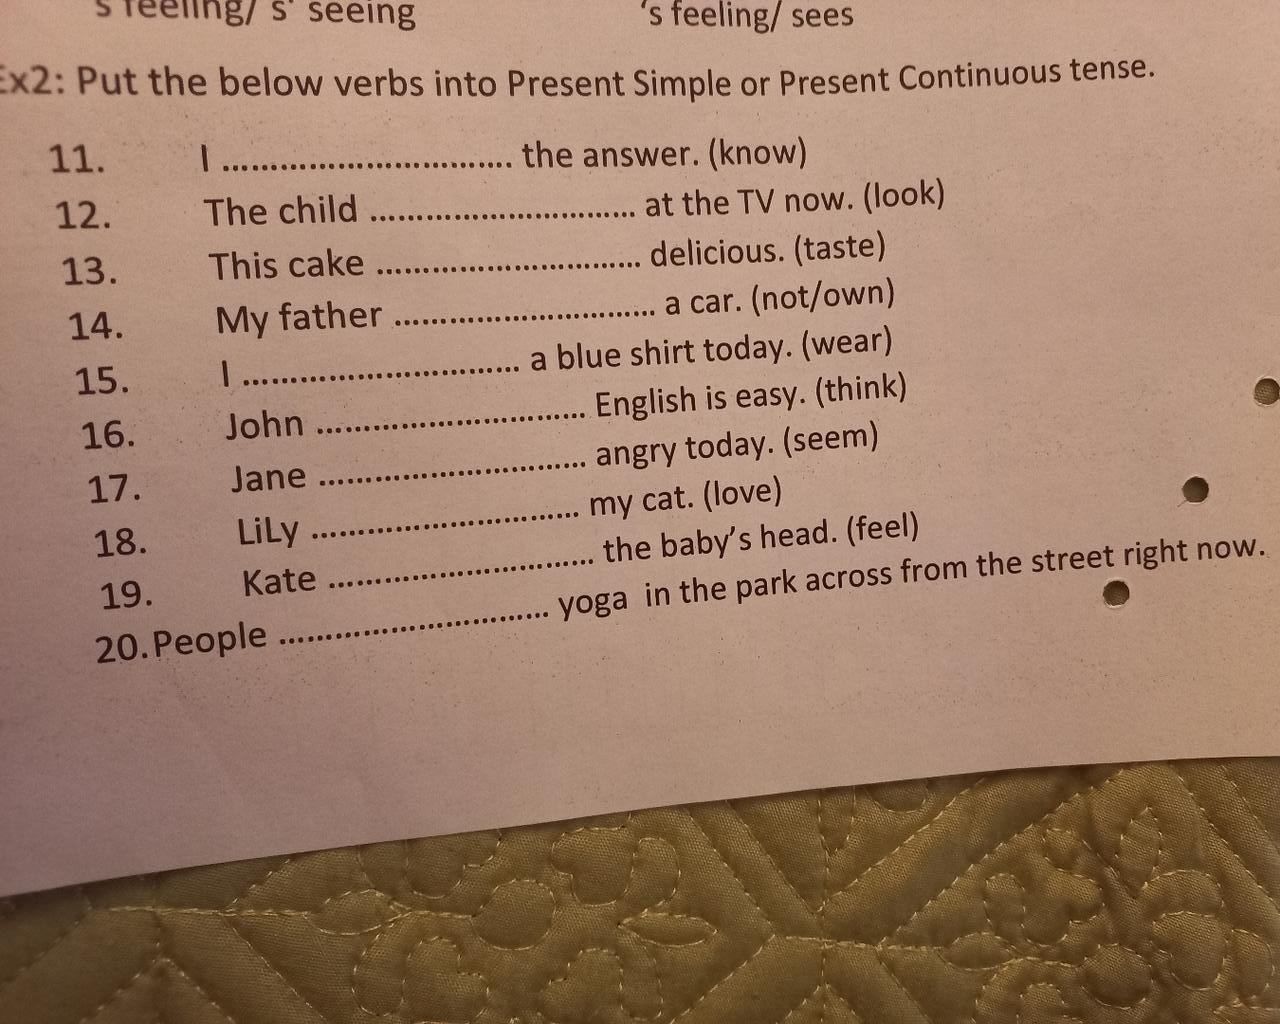 s feeling/ s' seeing 's feeling/ sees
Ex2: Put the below verbs into Present Simple or Present Continuous tense.
11. I ............................... the answer. (know)
12. The child ............................. at the TV now. (look)
13. This cake ............................. delicious. (taste)
14. My father ............................. a car. (not/own)
15. I .............................. a blue shirt today. (wear)
16. John ............................. English is easy. (think)
17. Jane ............................. angry today. (seem)
18. LiLy ............................. my cat. (love)
19. Kate ............................. the baby's head. (feel)
20.People ............................. yoga in the park across from the street right now.